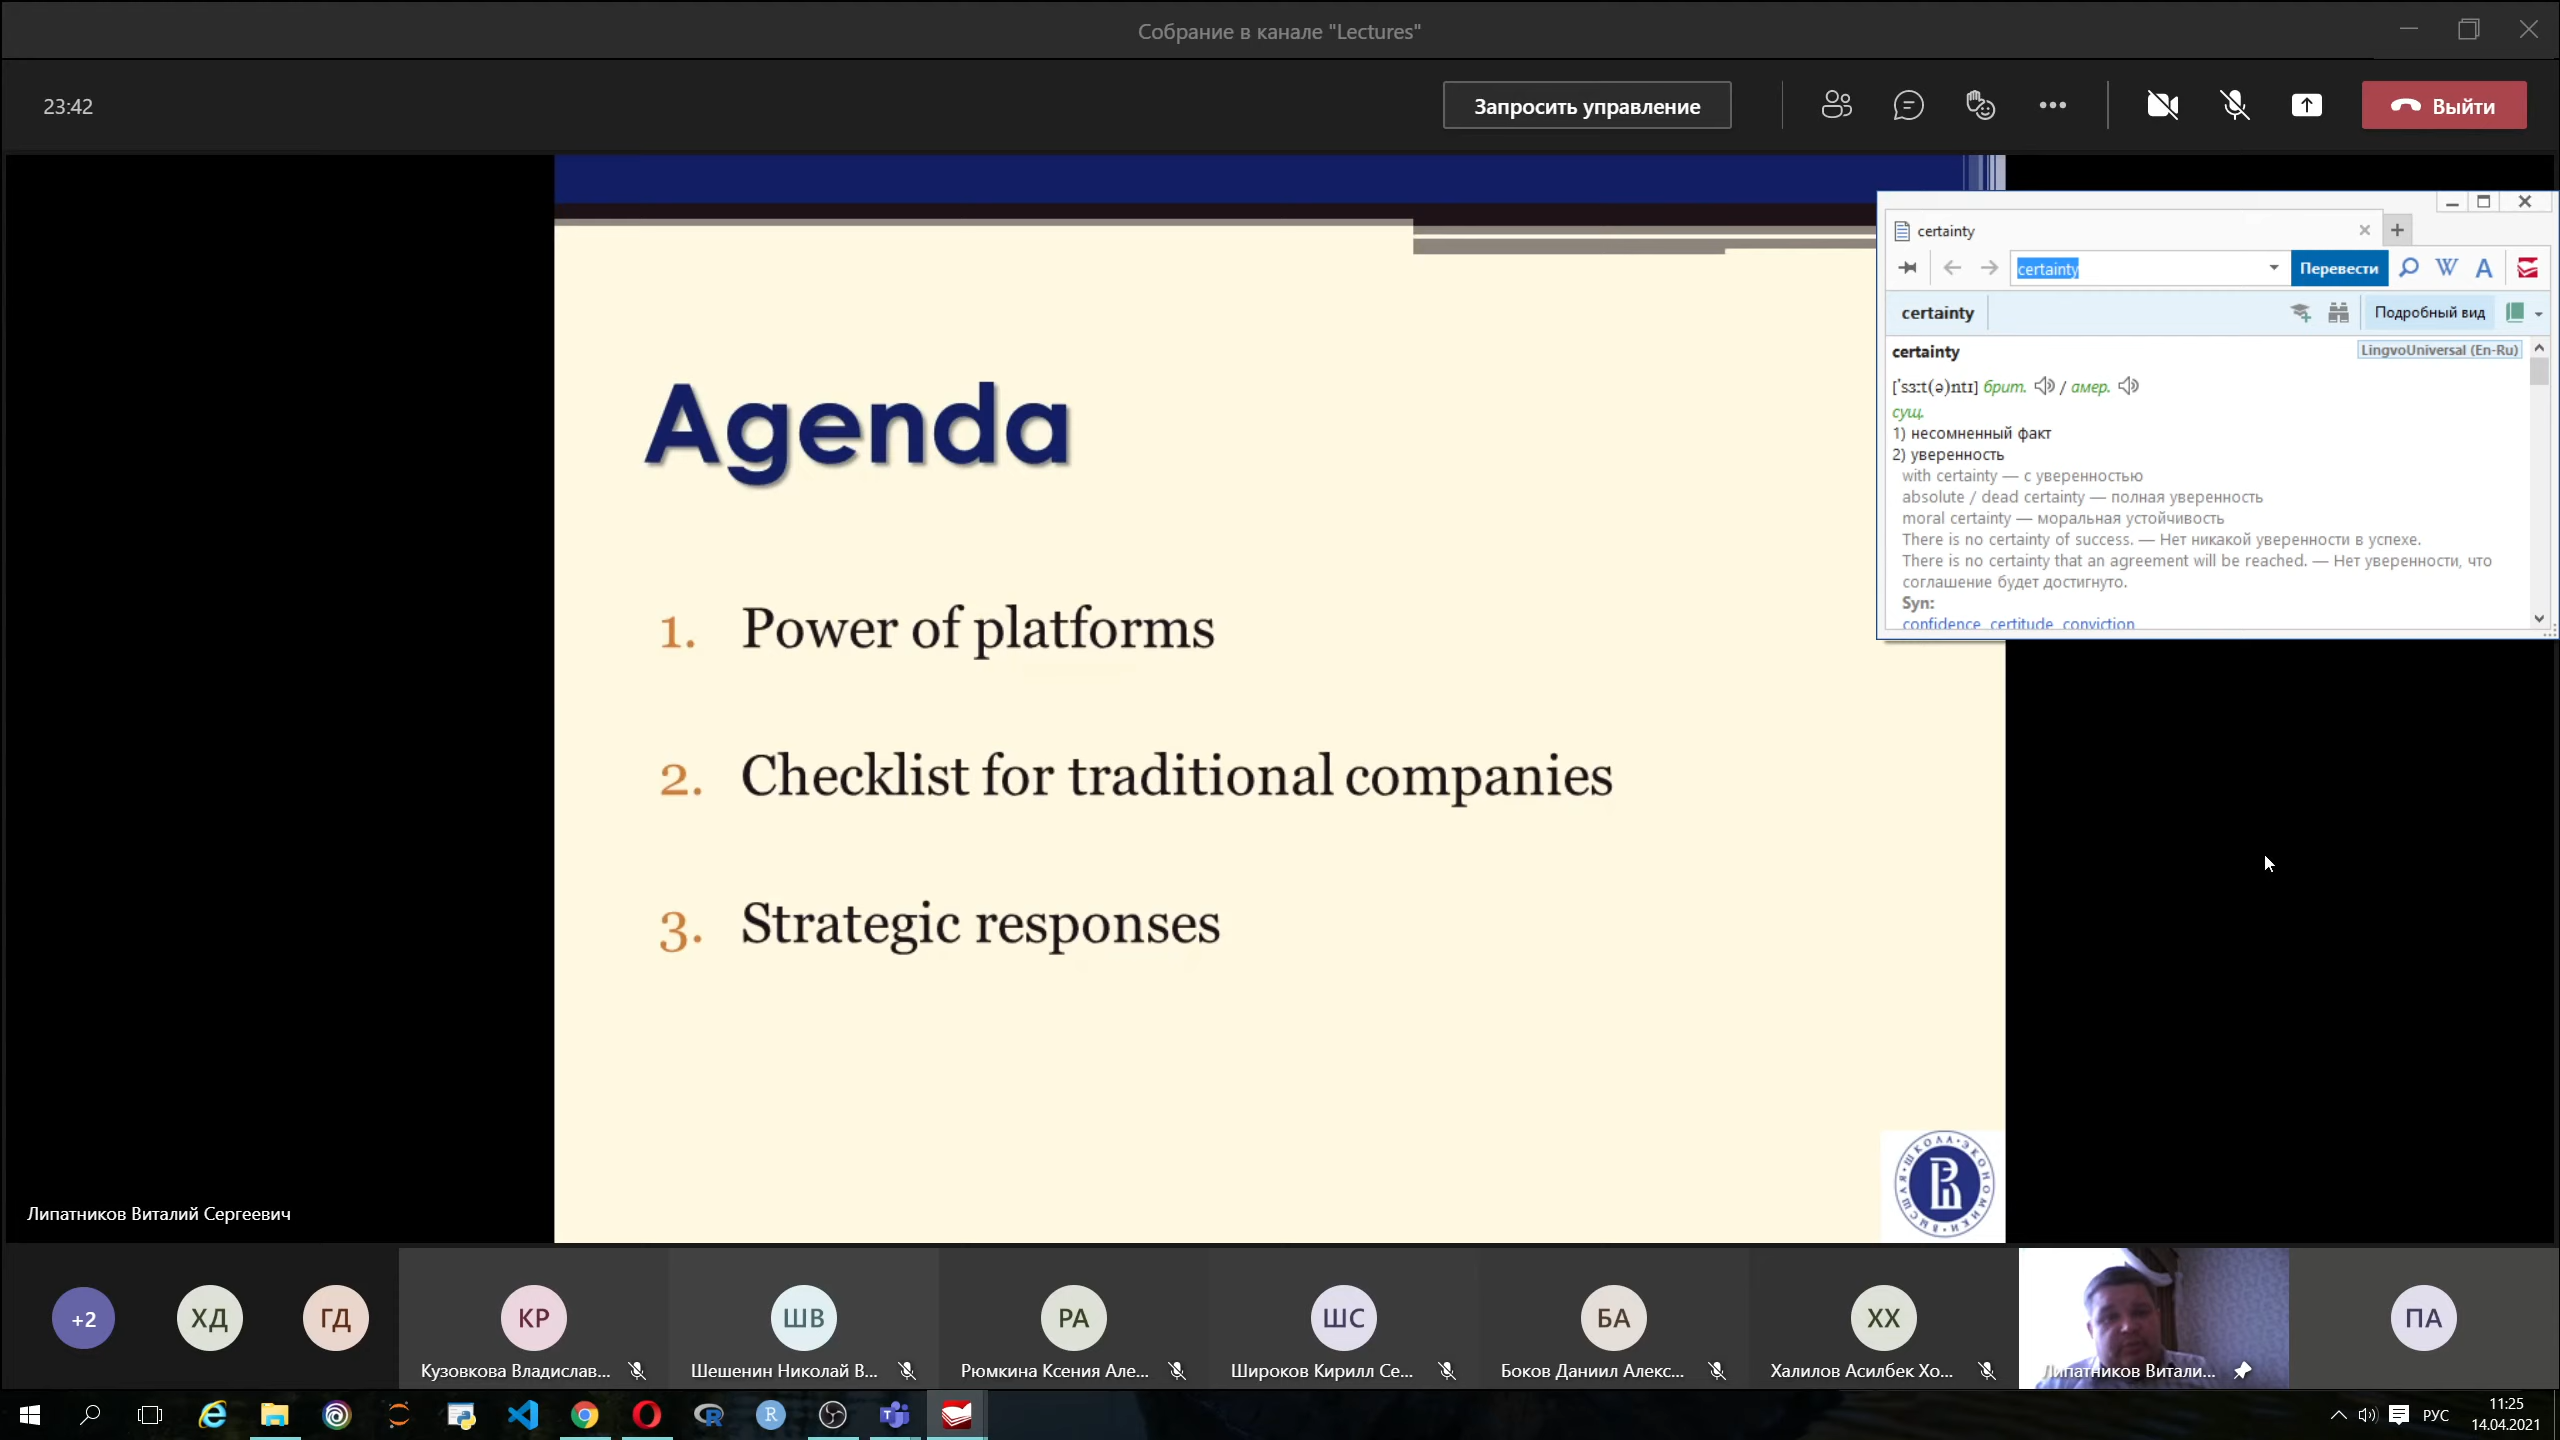 Собрание в канале "Lectures"
23:42
Запросить управление
Выйти
certainty
certainty
Перевести
W
A
certainty
Подробный вид
certainty
LingvoUniversal (En-Ru)
['sɜːt(ə)ntɪ] брит. / амер.
сущ.
1) несомненный факт
2) уверенность
with certainty — с уверенностью
absolute / dead certainty — полная уверенность
moral certainty — моральная устойчивость
There is no certainty of success. — Нет никакой уверенности в успехе.
There is no certainty that an agreement will be reached. — Нет уверенности, что
соглашение будет достигнуто.
Syn:
confidence, certitude, conviction
Agenda
1. Power of platforms
2. Checklist for traditional companies
3. Strategic responses
ВЫСШАЯ ШКОЛА ЭКОНОМИКИ
Липатников Виталий Сергеевич
+2
ХД
ГД
КР
ШВ
РА
ШС
БА
ХХ
ПА
Кузовкова Владислав...
Шешенин Николай В...
Рюмкина Ксения Але...
Широков Кирилл Се...
Боков Даниил Алекс...
Халилов Асилбек Хо...
Липатников Витали...
РУС
11:25
14.04.2021